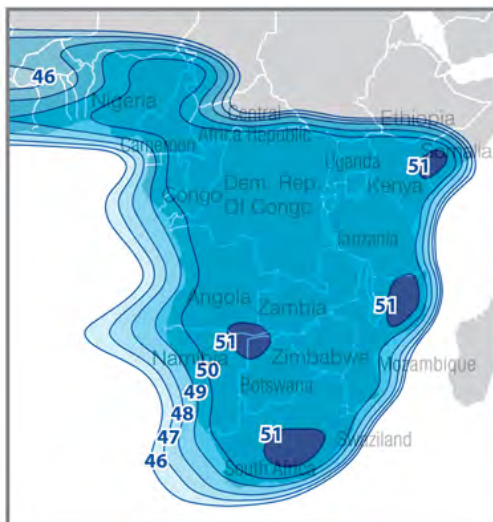 46
Nigeria
Central
Africa Republic
Ethiopia
Cameroon
Somalia
Uganda
51
Kenya
Congo
Dem. Rep.
Of Congo
Tanzania
Angola
Zambia
51
51
Namibia
Zimbabwe
Mozambique
50
Botswana
49
48
47
46
51
Swaziland
South Africa